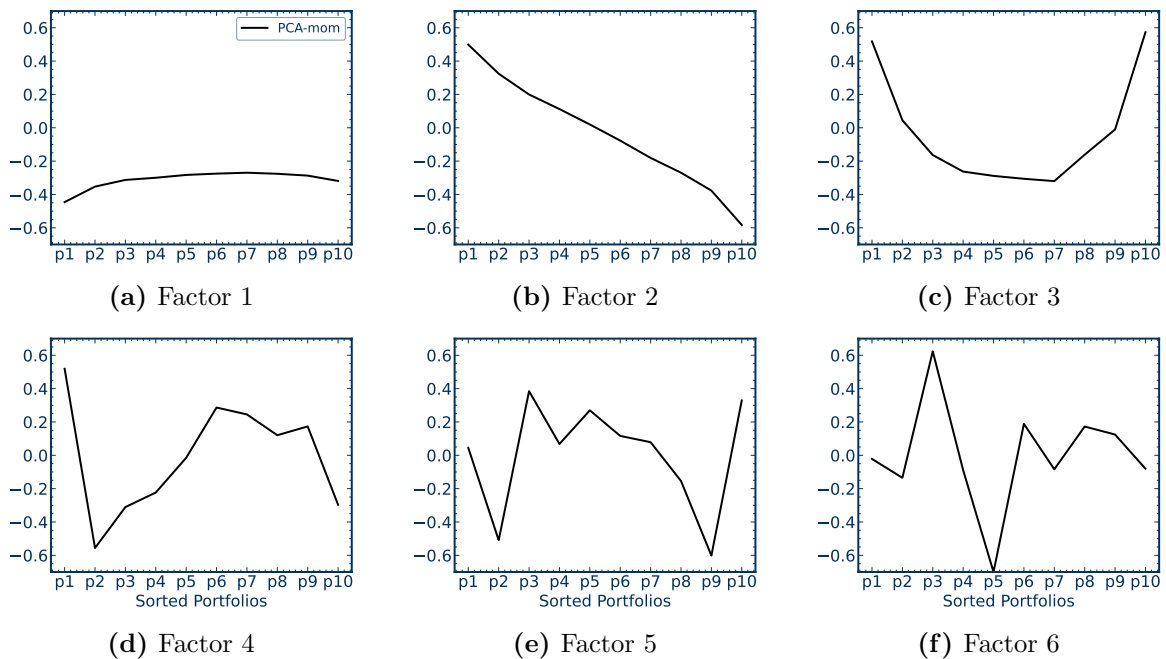 PCA-mom
0.6 0.4 0.2 0.0 −0.2 −0.4 −0.6
p1 p2 p3 p4 p5 p6 p7 p8 p9 p10
(a) Factor 1
0.6 0.4 0.2 0.0 −0.2 −0.4 −0.6
p1 p2 p3 p4 p5 p6 p7 p8 p9 p10
(b) Factor 2
0.6 0.4 0.2 0.0 −0.2 −0.4 −0.6
p1 p2 p3 p4 p5 p6 p7 p8 p9 p10
(c) Factor 3
0.6 0.4 0.2 0.0 −0.2 −0.4 −0.6
p1 p2 p3 p4 p5 p6 p7 p8 p9 p10
Sorted Portfolios
(d) Factor 4
0.6 0.4 0.2 0.0 −0.2 −0.4 −0.6
p1 p2 p3 p4 p5 p6 p7 p8 p9 p10
Sorted Portfolios
(e) Factor 5
0.6 0.4 0.2 0.0 −0.2 −0.4 −0.6
p1 p2 p3 p4 p5 p6 p7 p8 p9 p10
Sorted Portfolios
(f) Factor 6